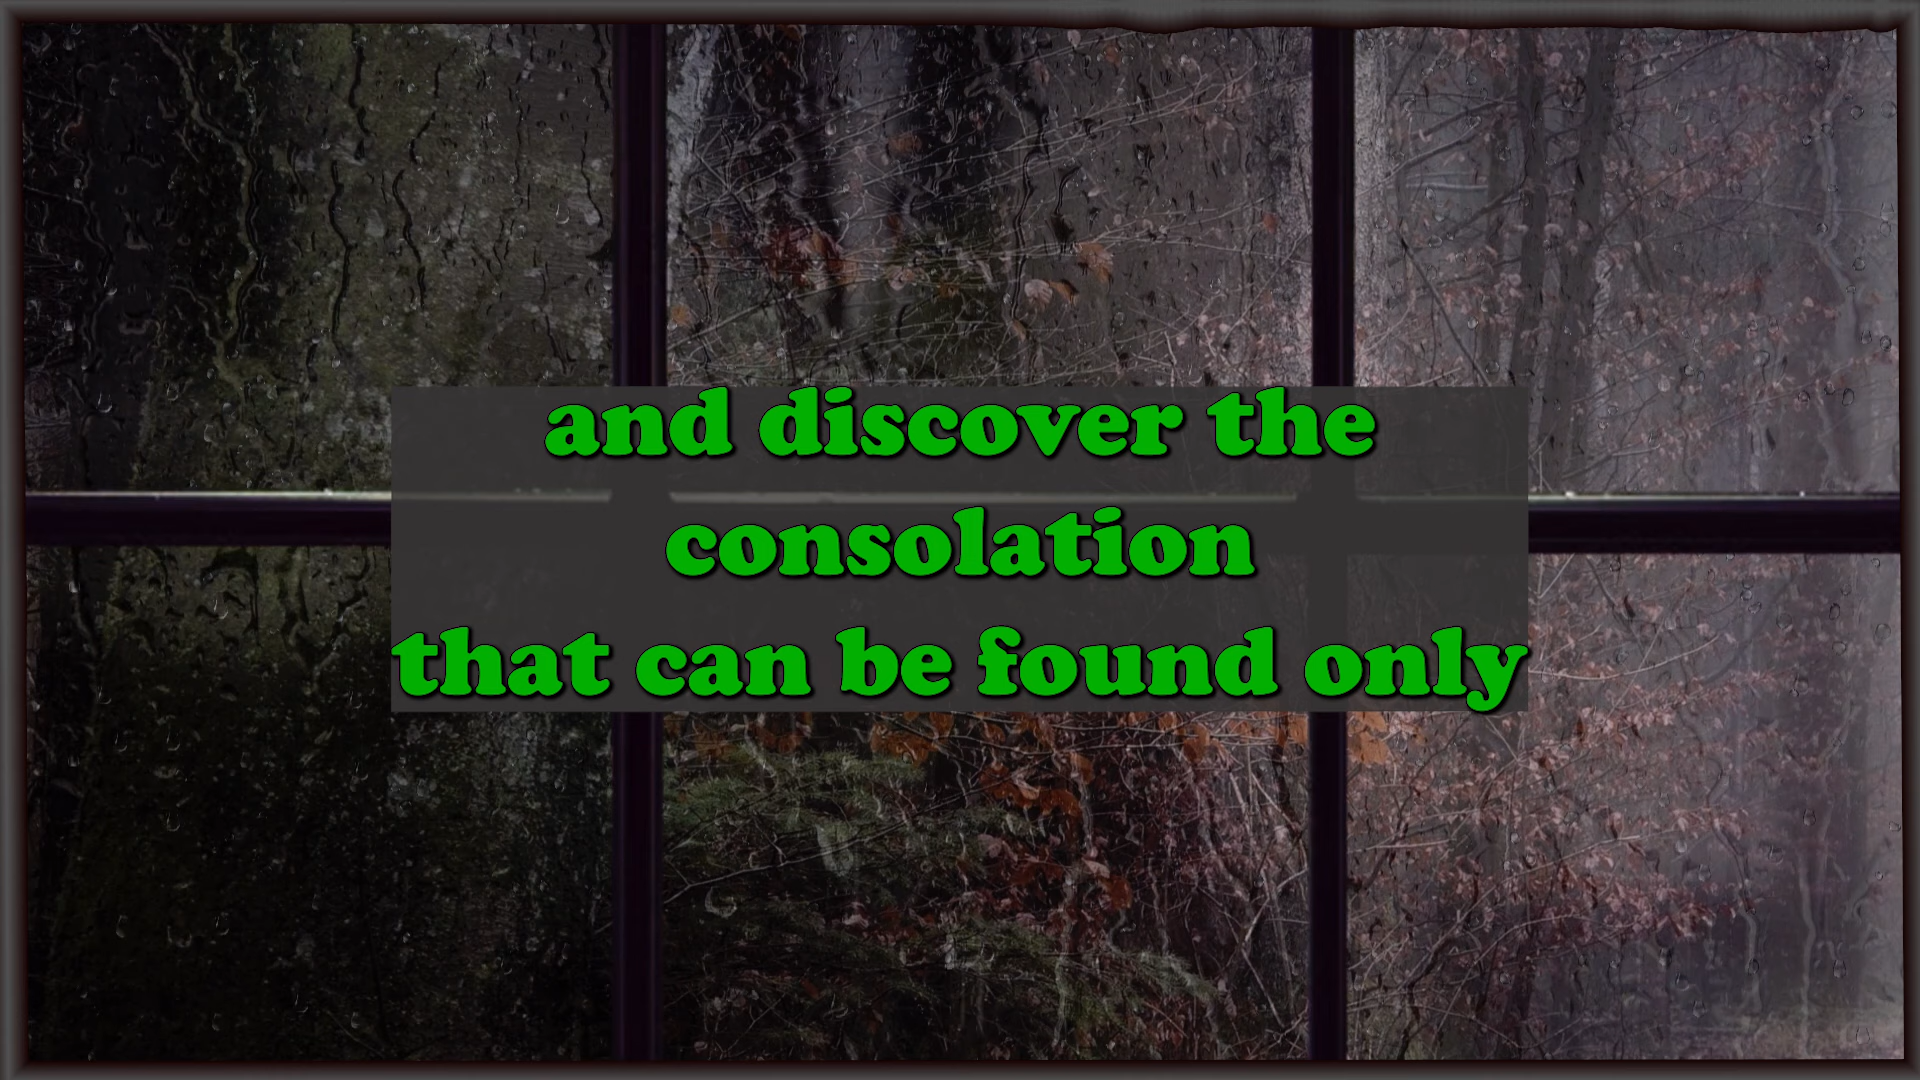 and discover the
consolation
that can be found only